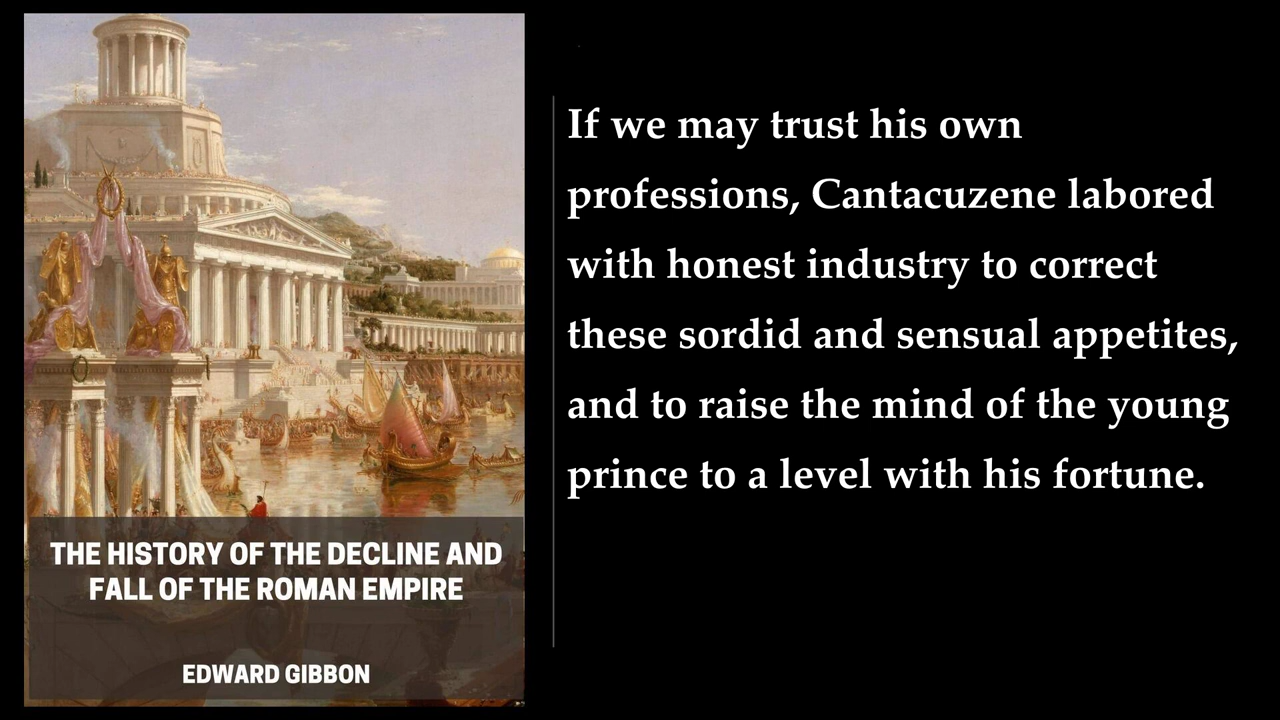 THE HISTORY OF THE DECLINE AND
FALL OF THE ROMAN EMPIRE
EDWARD GIBBON
If we may trust his own
professions, Cantacuzene labored
with honest industry to correct
these sordid and sensual appetites,
and to raise the mind of the young
prince to a level with his fortune.